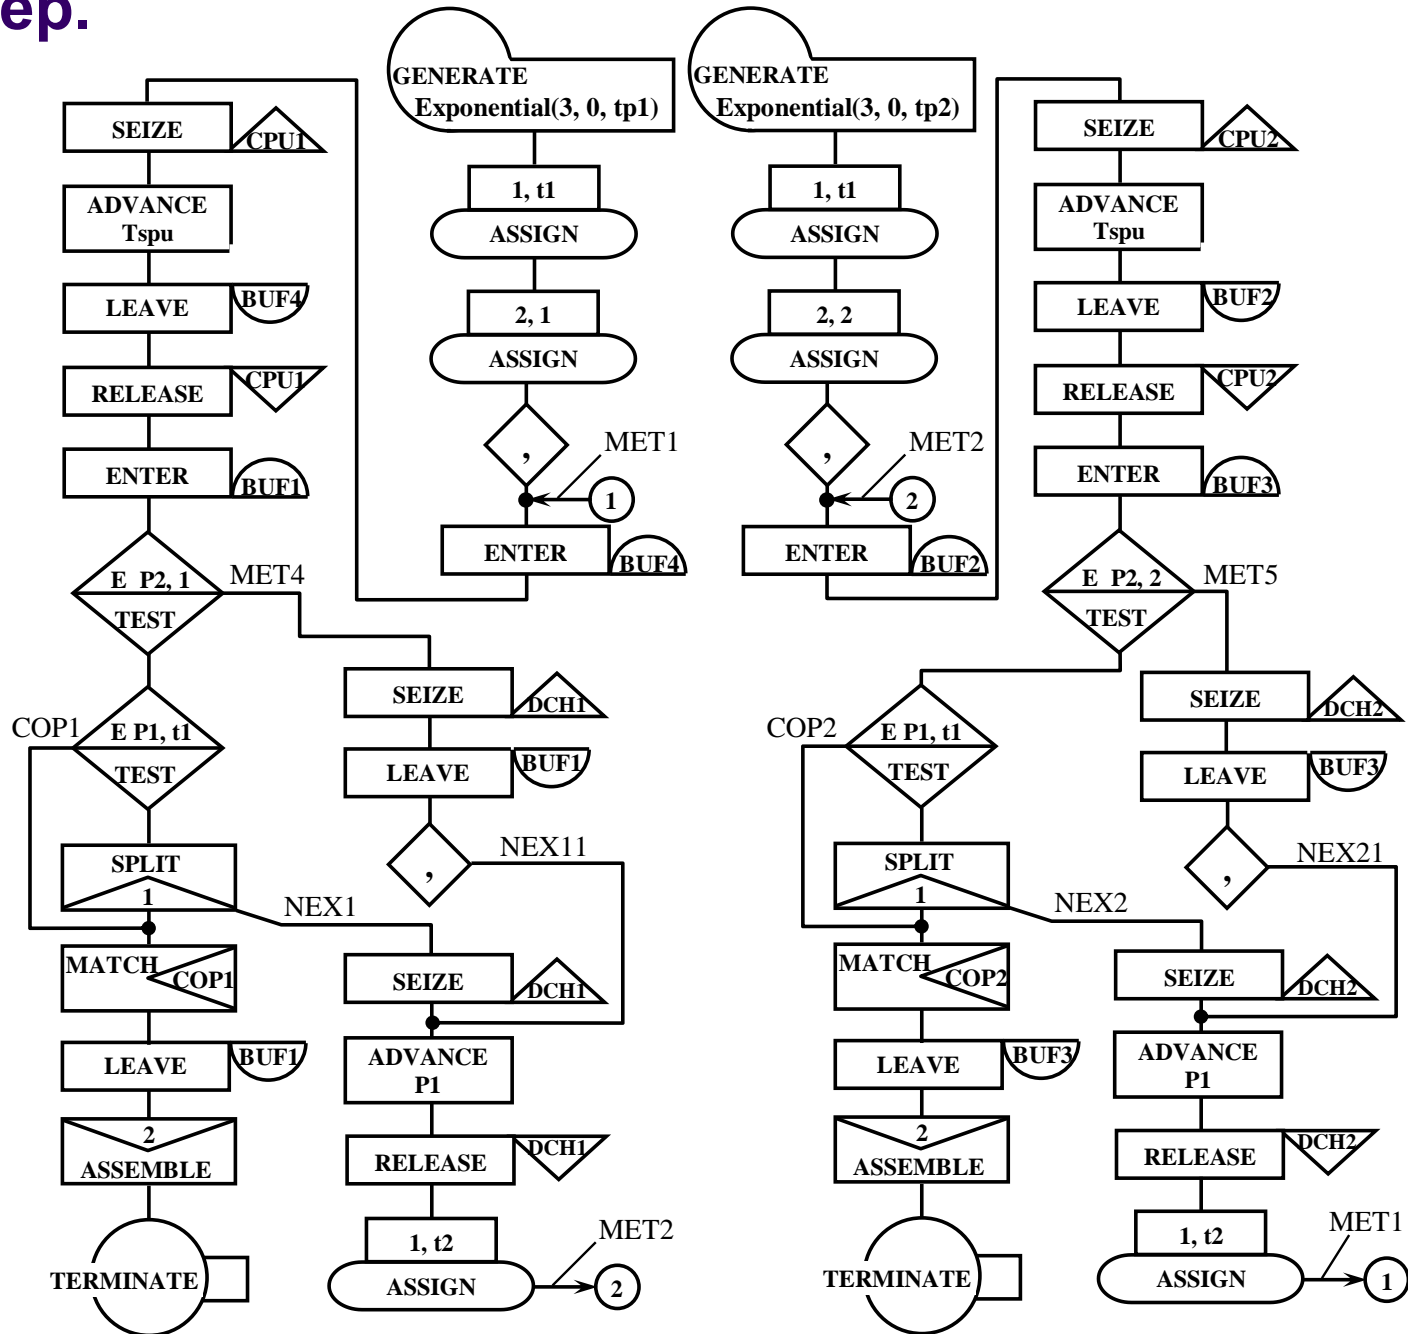 ep.
GENERATE
Exponential(3, 0, tp1)
1, t1
ASSIGN
2, 1
ASSIGN
,
MET1
1
ENTER
BUF4
SEIZE
CPU1
ADVANCE
Tspu
LEAVE
BUF4
RELEASE
CPU1
ENTER
BUF1
E P2, 1
TEST
MET4
COP1
E P1, t1
TEST
SPLIT
1
NEX1
MATCH
COP1
LEAVE
BUF1
2
ASSEMBLE
TERMINATE
SEIZE
DCH1
LEAVE
BUF1
,
NEX11
SEIZE
DCH1
ADVANCE
P1
RELEASE
DCH1
1, t2
ASSIGN
MET2
2
GENERATE
Exponential(3, 0, tp2)
1, t1
ASSIGN
2, 2
ASSIGN
,
MET2
2
ENTER
BUF2
SEIZE
CPU2
ADVANCE
Tspu
LEAVE
BUF2
RELEASE
CPU2
ENTER
BUF3
E P2, 2
TEST
MET5
COP2
E P1, t1
TEST
SPLIT
1
NEX2
MATCH
COP2
LEAVE
BUF3
2
ASSEMBLE
TERMINATE
SEIZE
DCH2
LEAVE
BUF3
,
NEX21
SEIZE
DCH2
ADVANCE
P1
RELEASE
DCH2
1, t2
ASSIGN
MET1
1